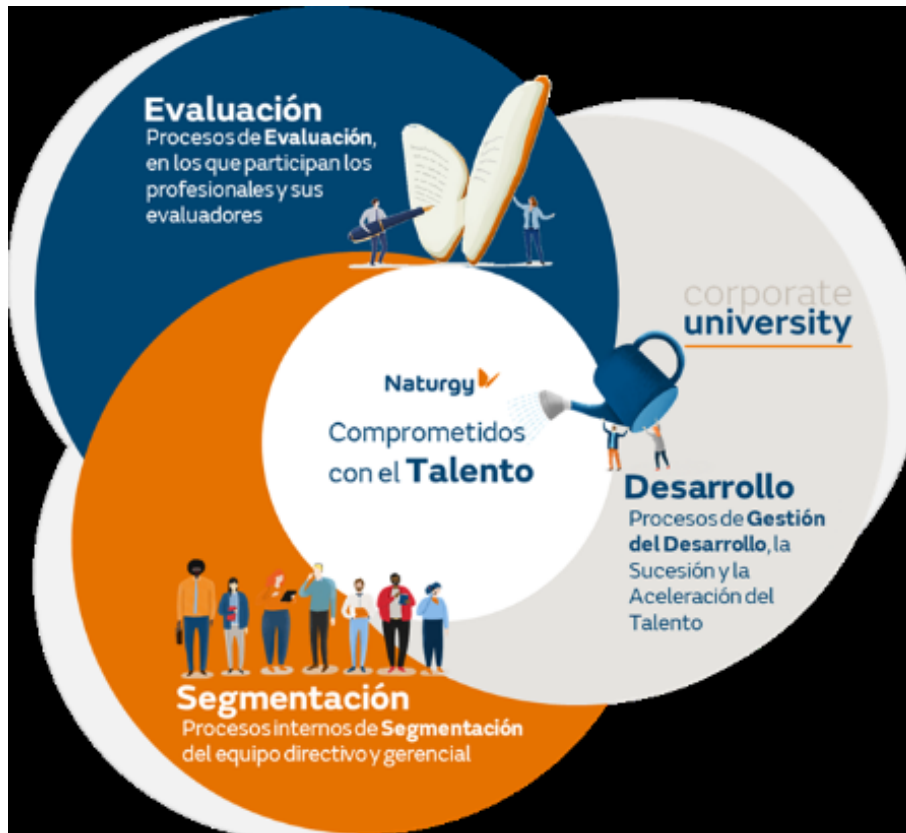 Evaluación
Procesos de Evaluación,
en los que participan los
profesionales y sus
evaluadores
corporate
university
Naturgy
Comprometidos
con el Talento
Desarrollo
Procesos de Gestión
del Desarrollo, la
Sucesión y la
Aceleración del
Talento
Segmentación
Procesos internos de Segmentación
del equipo directivo y gerencial